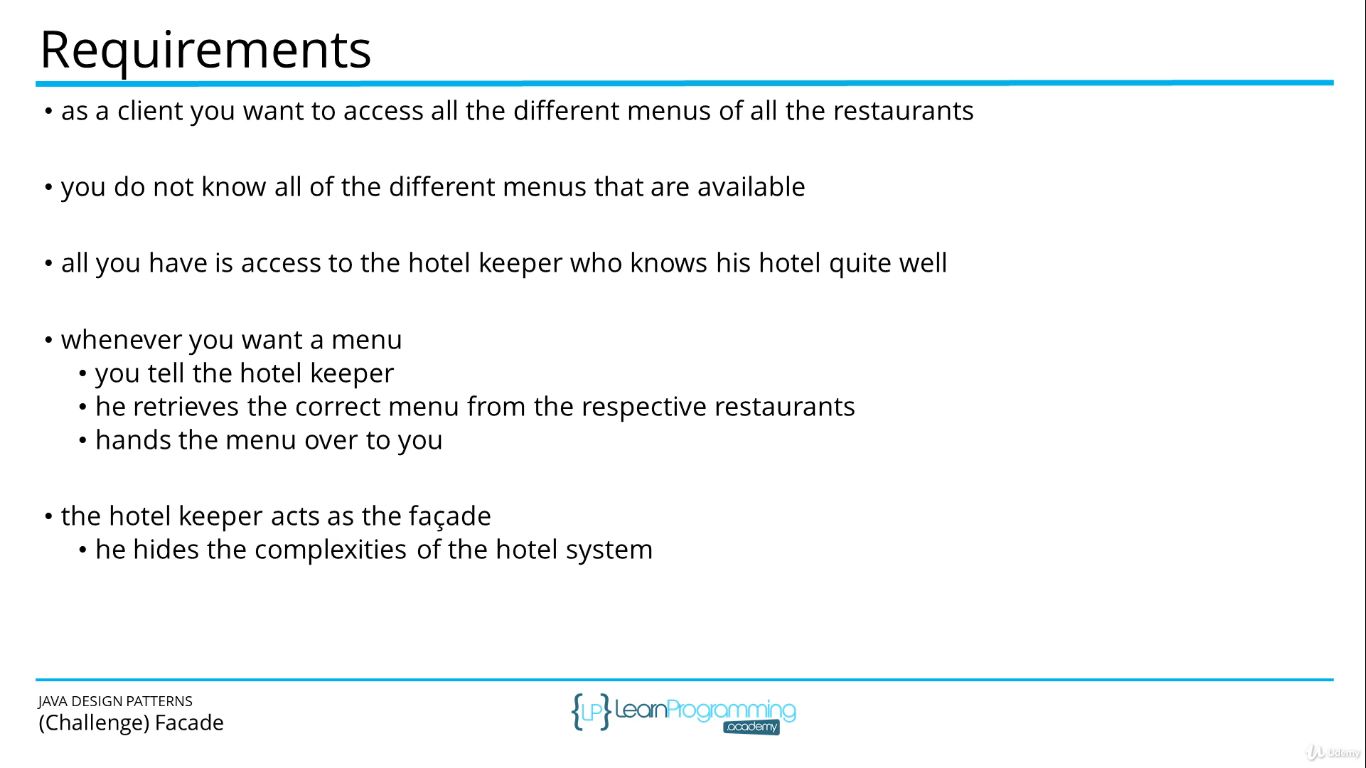 Requirements
• as a client you want to access all the different menus of all the restaurants
• you do not know all of the different menus that are available
• all you have is access to the hotel keeper who knows his hotel quite well
• whenever you want a menu
• you tell the hotel keeper
• he retrieves the correct menu from the respective restaurants
• hands the menu over to you
• the hotel keeper acts as the façade
• he hides the complexities of the hotel system
JAVA DESIGN PATTERNS
(Challenge) Facade
{LP} LearnProgramming
.academy
Udemy